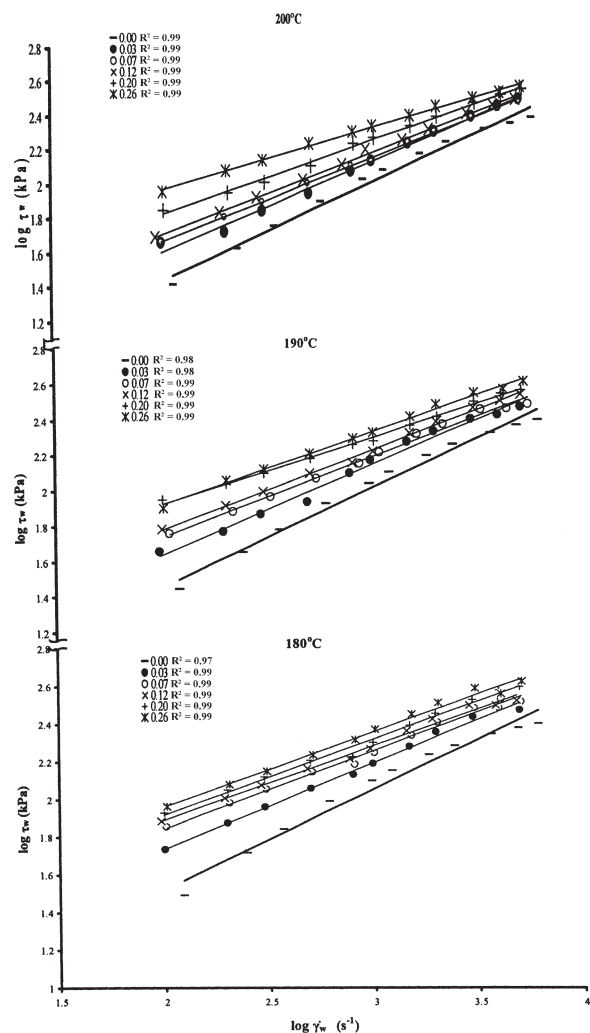 200°C
2.8
2.6
2.4
2.2
2
1.8
1.6
1.4
1.2
log τw (kPa)
0.00 R² = 0.99
0.03 R² = 0.99
0.07 R² = 0.99
0.12 R² = 0.99
0.20 R² = 0.99
0.26 R² = 0.99
190°C
2.8
2.6
2.4
2.2
2
1.8
1.6
1.4
1.2
log τw (kPa)
0.00 R² = 0.98
0.03 R² = 0.98
0.07 R² = 0.99
0.12 R² = 0.99
0.20 R² = 0.99
0.26 R² = 0.99
180°C
2.8
2.6
2.4
2.2
2
1.8
1.6
1.4
1.2
1
log τw (kPa)
0.00 R² = 0.97
0.03 R² = 0.99
0.07 R² = 0.99
0.12 R² = 0.99
0.20 R² = 0.99
0.26 R² = 0.99
1.5 2 2.5 3 3.5 4
log γ̇w (s⁻¹)